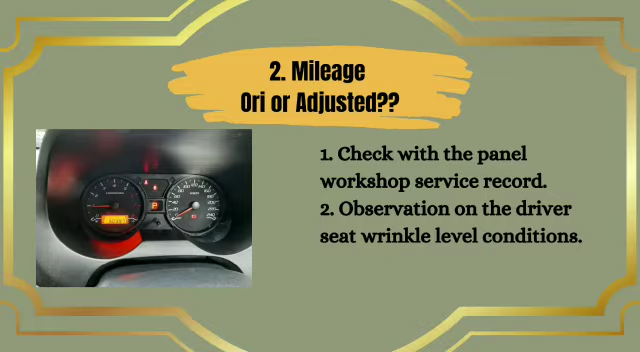 2. Mileage
Ori or Adjusted??
1. Check with the panel
workshop service record.
2. Observation on the driver
seat wrinkle level conditions.
P